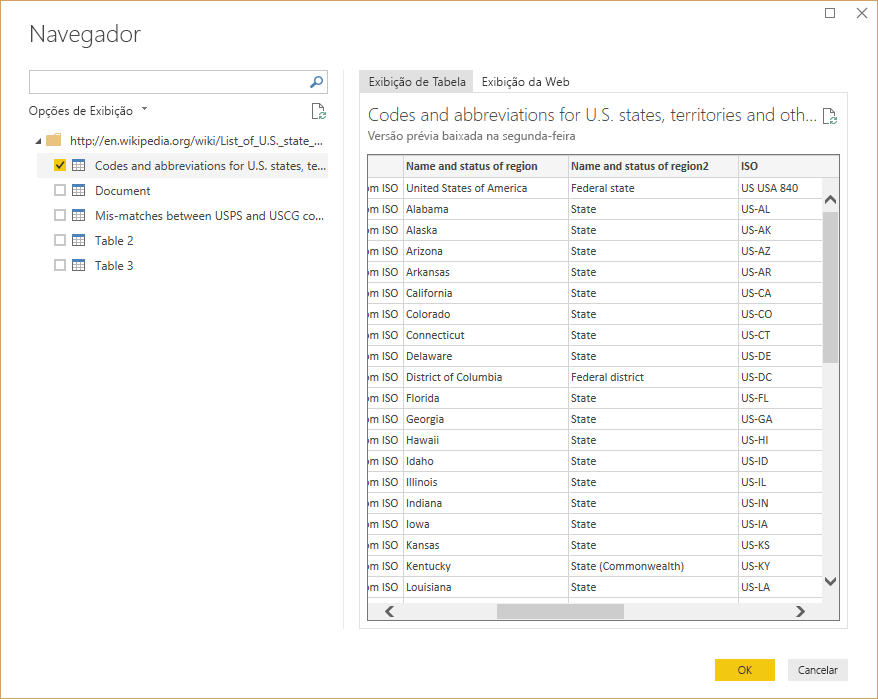 Navegador
Opções de Exibição
http://en.wikipedia.org/wiki/List_of_U.S._state_...
Codes and abbreviations for U.S. states, te...
Document
Mis-matches between USPS and USCG co...
Table 2
Table 3
Exibição de Tabela Exibição da Web
Codes and abbreviations for U.S. states, territories and oth...
Versão prévia baixada na segunda-feira
Name and status of region Name and status of region2 ISO
om ISO United States of America Federal state US USA 840
om ISO Alabama State US-AL
om ISO Alaska State US-AK
om ISO Arizona State US-AZ
om ISO Arkansas State US-AR
om ISO California State US-CA
om ISO Colorado State US-CO
om ISO Connecticut State US-CT
om ISO Delaware State US-DE
om ISO District of Columbia Federal district US-DC
om ISO Florida State US-FL
om ISO Georgia State US-GA
om ISO Hawaii State US-HI
om ISO Idaho State US-ID
om ISO Illinois State US-IL
om ISO Indiana State US-IN
om ISO Iowa State US-IA
om ISO Kansas State US-KS
om ISO Kentucky State (Commonwealth) US-KY
om ISO Louisiana State US-LA
OK Cancelar